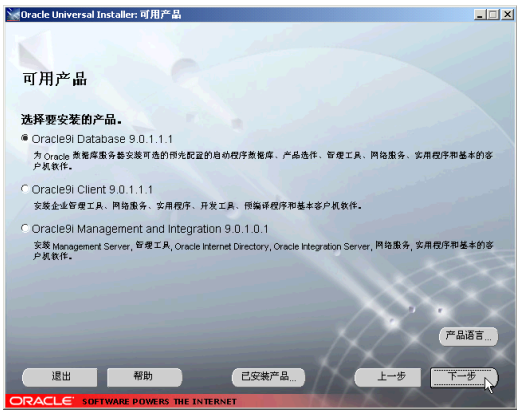 Oracle Universal Installer: 可用产品
可用产品
选择要安装的产品。
Oracle9i Database 9.0.1.1.1
为 Oracle 数据库服务器安装可选的预先配置的启动程序数据库、产品选件、管理工具、网络服务、实用程序和基本的客
户机软件。
Oracle9i Client 9.0.1.1.1
安装企业管理工具、网络服务、实用程序、开发工具、预编译程序和基本客户机软件。
Oracle9i Management and Integration 9.0.1.0.1
安装 Management Server, 管理工具, Oracle Internet Directory, Oracle Integration Server, 网络服务, 实用程序和基本的客
户机软件。
产品语言...
退出 帮助 已安装产品... 上一步 下一步
ORACLE SOFTWARE POWERS THE INTERNET